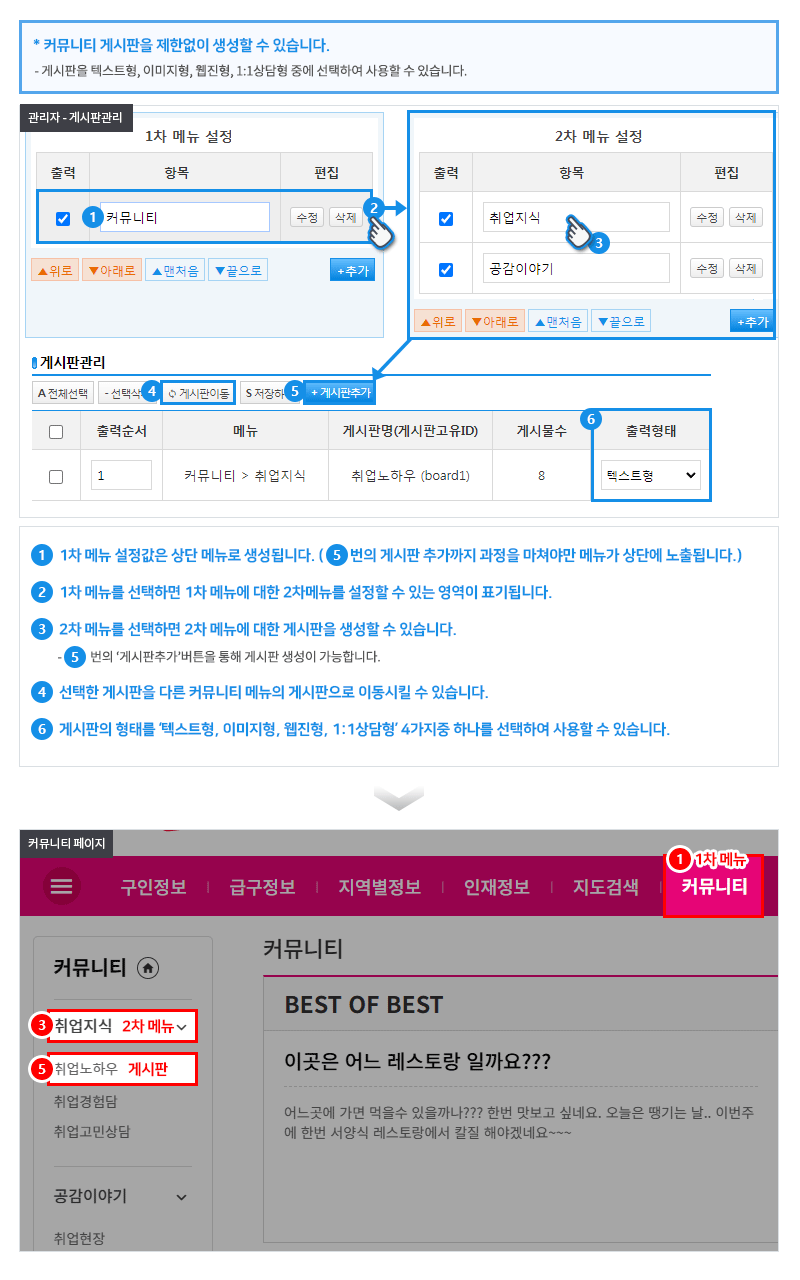 * 커뮤니티 게시판을 제한없이 생성할 수 있습니다.
- 게시판을 텍스트형, 이미지형, 웹진형, 1:1상담형 중에 선택하여 사용할 수 있습니다.
관리자 - 게시판관리
1차 메뉴 설정
출력 항목 편집
1 커뮤니티 수정 삭제 2
▲위로 ▼아래로 ▲맨처음 ▼끝으로 +추가
2차 메뉴 설정
출력 항목 편집
취업지식 수정 삭제
3
공감이야기 수정 삭제
▲위로 ▼아래로 ▲맨처음 ▼끝으로 +추가
게시판관리
A 전체선택 - 선택삭 4 게시판이동 S 저장하 5 + 게시판추가
출력순서 메뉴 게시판명(게시판고유ID) 게시물수 6 출력형태
1 커뮤니티 > 취업지식 취업노하우 (board1) 8 텍스트형
1 1차 메뉴 설정값은 상단 메뉴로 생성됩니다. ( 5 번의 게시판 추가까지 과정을 마쳐야만 메뉴가 상단에 노출됩니다.)
2 1차 메뉴를 선택하면 1차 메뉴에 대한 2차메뉴를 설정할 수 있는 영역이 표기됩니다.
3 2차 메뉴를 선택하면 2차 메뉴에 대한 게시판을 생성할 수 있습니다.
- 5 번의 '게시판추가'버튼을 통해 게시판 생성이 가능합니다.
4 선택한 게시판을 다른 커뮤니티 메뉴의 게시판으로 이동시킬 수 있습니다.
6 게시판의 형태를 '텍스트형, 이미지형, 웹진형, 1:1상담형' 4가지중 하나를 선택하여 사용할 수 있습니다.
커뮤니티 페이지
1 1차 메뉴
구인정보 급구정보 지역별정보 인재정보 지도검색 커뮤니티
커뮤니티
3 취업지식 2차 메뉴
5 취업노하우 게시판
취업경험담
취업고민상담
공감이야기
취업현장
커뮤니티
BEST OF BEST
이곳은 어느 레스토랑 일까요???
어느곳에 가면 먹을수 있을까나??? 한번 맛보고 싶네요. 오늘은 땡기는 날.. 이번주
에 한번 서양식 레스토랑에서 칼질 해야겠네요~~~